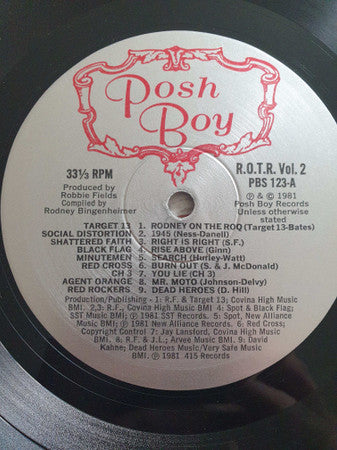 Posh
Boy
33⅓ RPM
R.O.T.R. Vol. 2
PBS 123-A
Produced by
Robbie Fields
Compiled by
Rodney Bingenheimer
℗ & © 1981
Posh Boy Records
Unless otherwise
stated
TARGET 13 1. RODNEY ON THE ROQ (Target 13-Bates)
SOCIAL DISTORTION 2. 1945 (Ness-Danell)
SHATTERED FAITH 3. RIGHT IS RIGHT (S.F.)
BLACK FLAG 4. RISE ABOVE (Ginn)
MINUTEMEN 5. SEARCH (Hurley-Watt)
RED CROSS 6. BURN OUT (S. & J. McDonald)
CH 3 7. YOU LIE (CH 3)
AGENT ORANGE 8. MR. MOTO (Johnson-Delvy)
RED ROCKERS 9. DEAD HEROES (D. Hill)
Production/Publishing - 1. R.F. & Target 13; Covina High Music
BMI. 2,3- R.F., Covina High Music BMI. 4- Spot & Black Flag;
SST Music BMI; ℗ 1981 SST Records. 5: Spot, New Alliance
Music BMI; ℗ 1981 New Alliance Records. 6: Red Cross;
Copyright Control: 7: Jay Lansford, Covina High Music
BMI. & R.F. & J.L.; Arvee Music BMI. 9: David
Kahne; Dead Heroes Music/Very Safe Music
BMI. ℗ 1981 415 Records